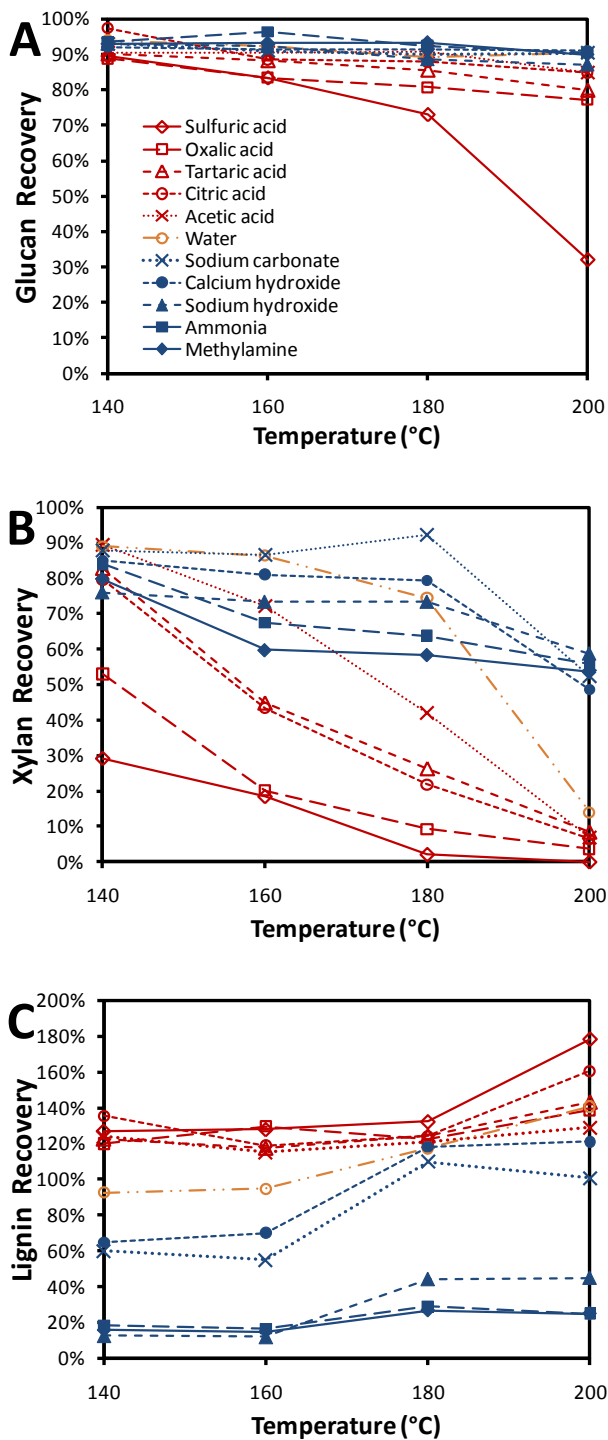 A
Glucan Recovery
100%
90%
80%
70%
60%
50%
40%
30%
20%
10%
0%
Sulfuric acid
Oxalic acid
Tartaric acid
Citric acid
Acetic acid
Water
Sodium carbonate
Calcium hydroxide
Sodium hydroxide
Ammonia
Methylamine
140 160 180 200
Temperature (°C)
B
Xylan Recovery
100%
90%
80%
70%
60%
50%
40%
30%
20%
10%
0%
140 160 180 200
Temperature (°C)
C
Lignin Recovery
200%
180%
160%
140%
120%
100%
80%
60%
40%
20%
0%
140 160 180 200
Temperature (°C)